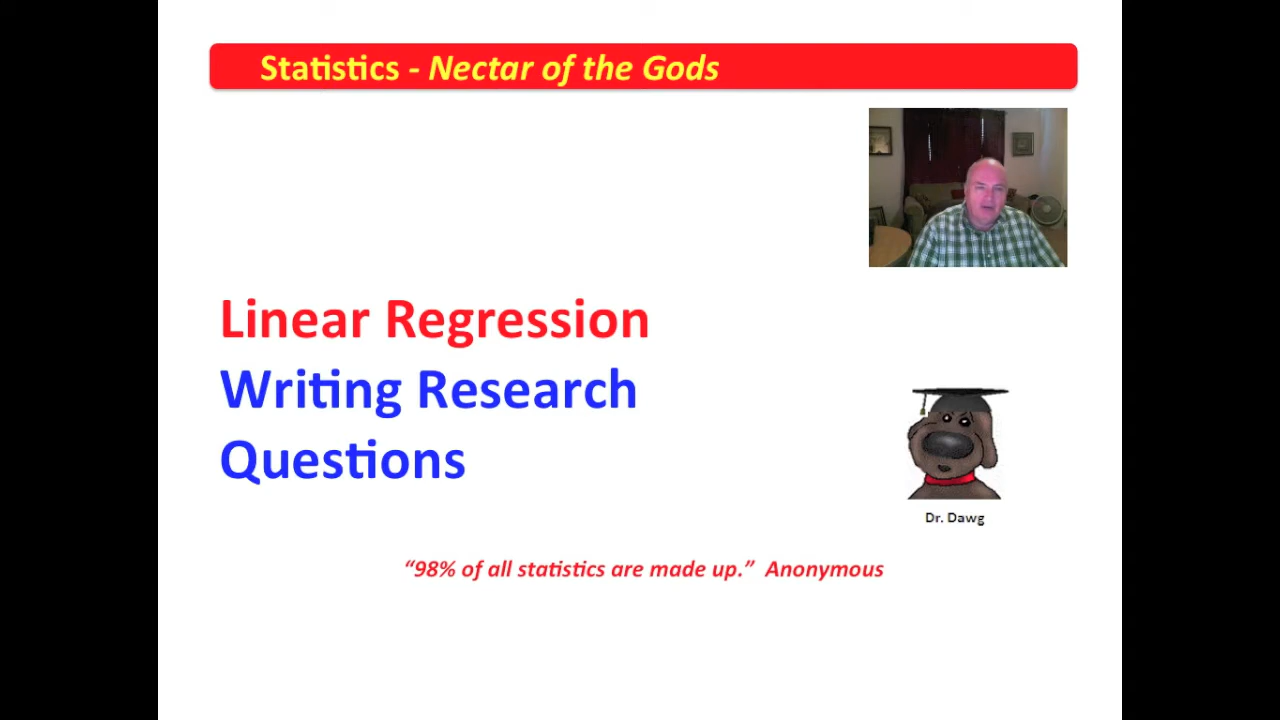 Statistics - Nectar of the Gods
Linear Regression
Writing Research
Questions
Dr. Dawg
“98% of all statistics are made up.” Anonymous